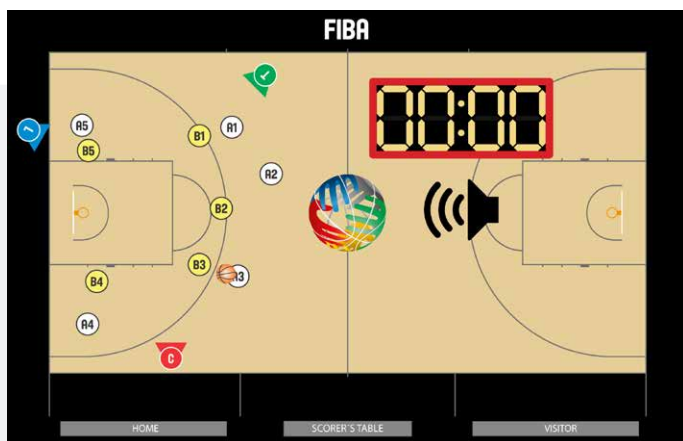 FIBA
T
00:00
L
A5
B1
A1
B5
A2
B2
B3
A3
B4
A4
C
HOME
SCORER'S TABLE
VISITOR